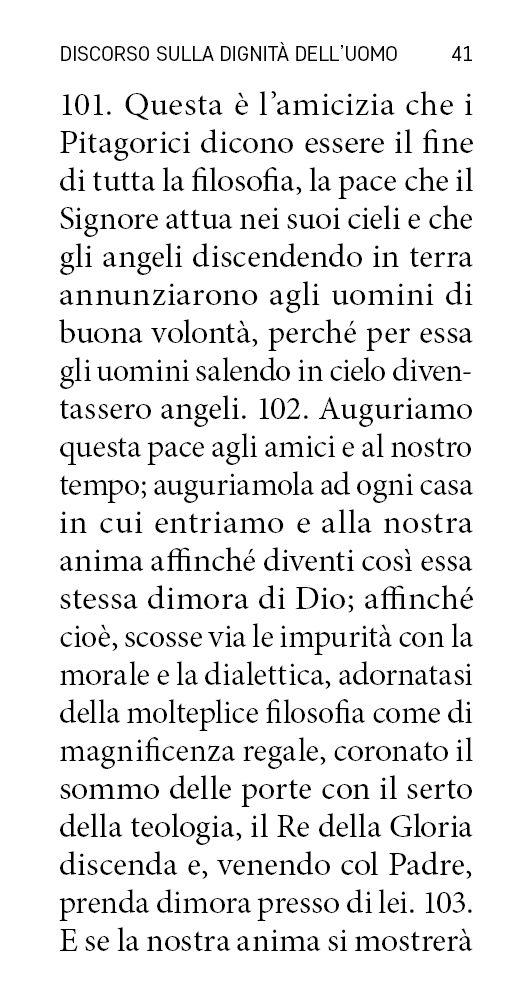 DISCORSO SULLA DIGNITÀ DELL'UOMO 41
101. Questa è l'amicizia che i
Pitagorici dicono essere il fine
di tutta la filosofia, la pace che il
Signore attua nei suoi cieli e che
gli angeli discendendo in terra
annunziarono agli uomini di
buona volontà, perché per essa
gli uomini salendo in cielo diven-
tassero angeli. 102. Auguriamo
questa pace agli amici e al nostro
tempo; auguriamola ad ogni casa
in cui entriamo e alla nostra
anima affinché diventi così essa
stessa dimora di Dio; affinché
cioè, scosse via le impurità con la
morale e la dialettica, adornatasi
della molteplice filosofia come di
magnificenza regale, coronato il
sommo delle porte con il serto
della teologia, il Re della Gloria
discenda e, venendo col Padre,
prenda dimora presso di lei. 103.
E se la nostra anima si mostrerà